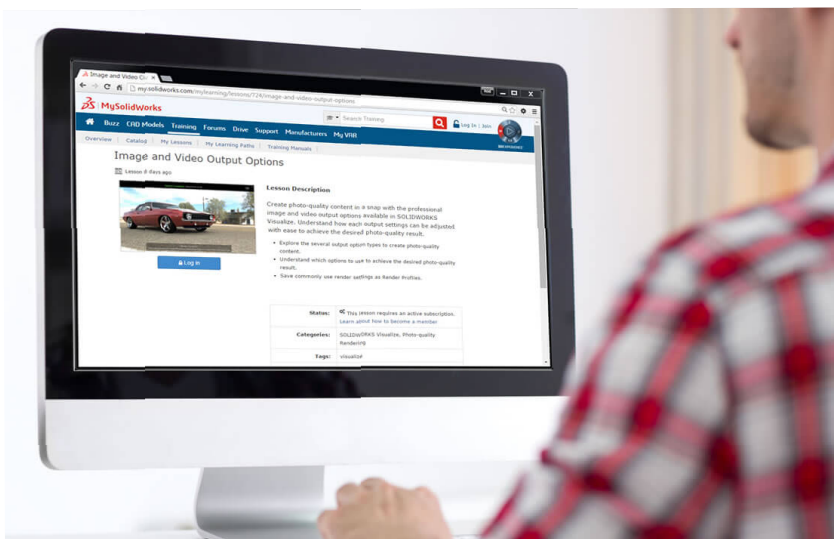 Image and Video Ou
my.solidworks.com/mylearning/lessons/724/image-and-video-output-options
MySolidWorks
Search Training
Log In | Join
Buzz CAD Models Training Forums Drive Support Manufacturers My VAR
Overview Catalog My Lessons My Learning Paths Training Manuals
Image and Video Output Options
Lesson 8 days ago
Lesson Description
Create photo-quality content in a snap with the professional
image and video output options available in SOLIDWORKS
Visualize. Understand how each output settings can be adjusted
with ease to achieve the desired photo-quality result.
• Explore the several output option types to create photo-quality
content.
• Understand which options to use to achieve the desired photo-quality
result.
• Save commonly use render settings as Render Profiles.
Log in
Status: This lesson requires an active subscription.
Learn about how to become a member
Categories: SOLIDWORKS Visualize, Photo-quality
Rendering
Tags: visualize